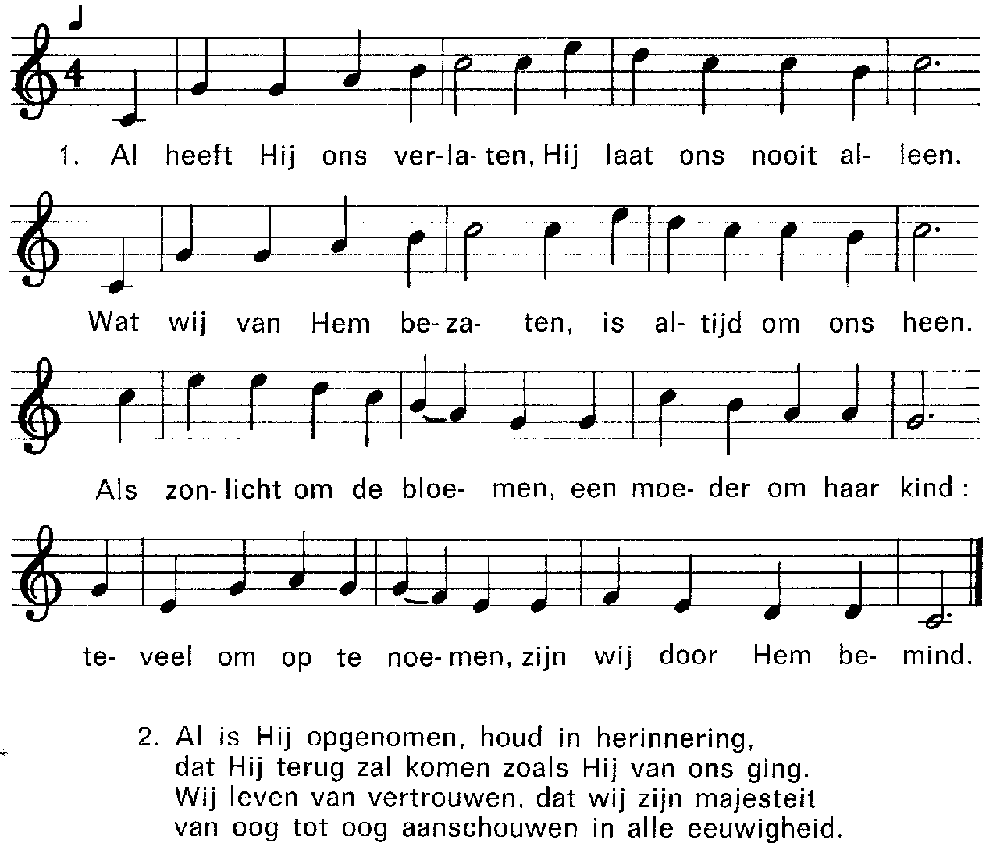 4
1. Al heeft Hij ons ver-la- ten, Hij laat ons nooit al- leen.
Wat wij van Hem be- za- ten, is al- tijd om ons heen.
Als zon- licht om de bloe- men, een moe- der om haar kind :
te- veel om op te noe- men, zijn wij door Hem be- mind.
2. Al is Hij opgenomen, houd in herinnering,
dat Hij terug zal komen zoals Hij van ons ging.
Wij leven van vertrouwen, dat wij zijn majesteit
van oog tot oog aanschouwen in alle eeuwigheid.